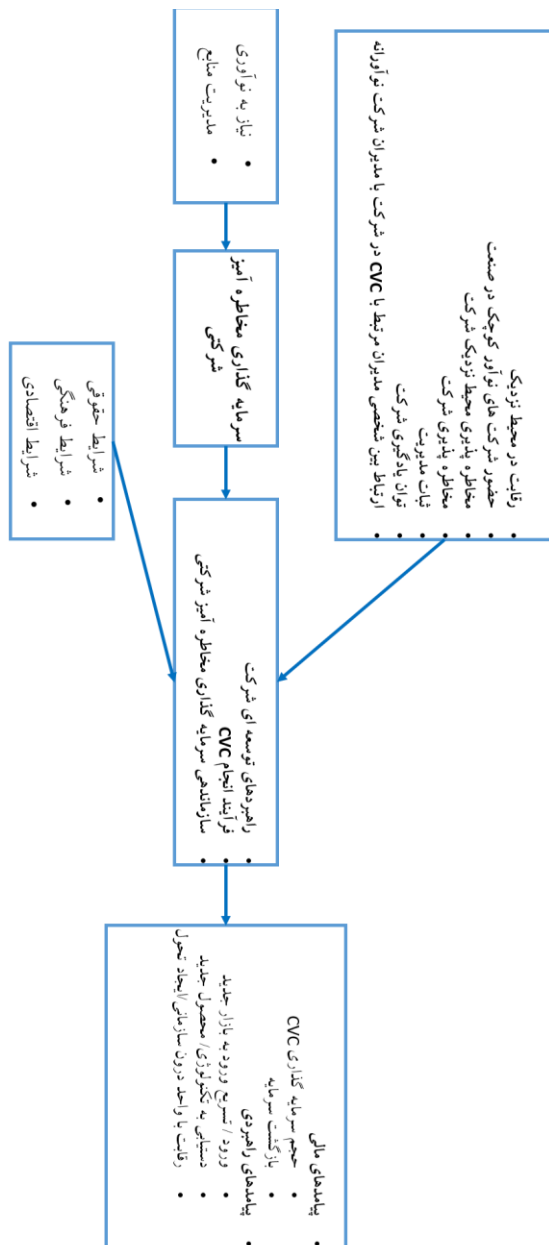 نیاز به نوآوری
مدیریت منابع
سرمایه گذاری مخاطره آمیز
شرکتی
رقابت در محیط نزدیک
حضور شرکت های نوآور کوچک در صنعت
مخاطره پذیری محیط نزدیک شرکت
مخاطره پذیری شرکت
ثبات مدیریت
توان یادگیری شرکت
ارتباط بین شخصی مدیران مرتبط با CVC در شرکت با مدیران شرکت نوآورانه
شرایط حقوقی
شرایط فرهنگی
شرایط اقتصادی
راهبردهای توسعه ای شرکت
فرآیند انجام CVC
سازماندهی سرمایه گذاری مخاطره آمیز شرکتی
پیامدهای مالی
حجم سرمایه گذاری CVC
بازگشت سرمایه
پیامدهای راهبردی
ورود / تسریع ورود به بازار جدید
دستیابی به تکنولوژی/ محصول جدید
رقابت با واحد درون سازمانی/ایجاد تحول